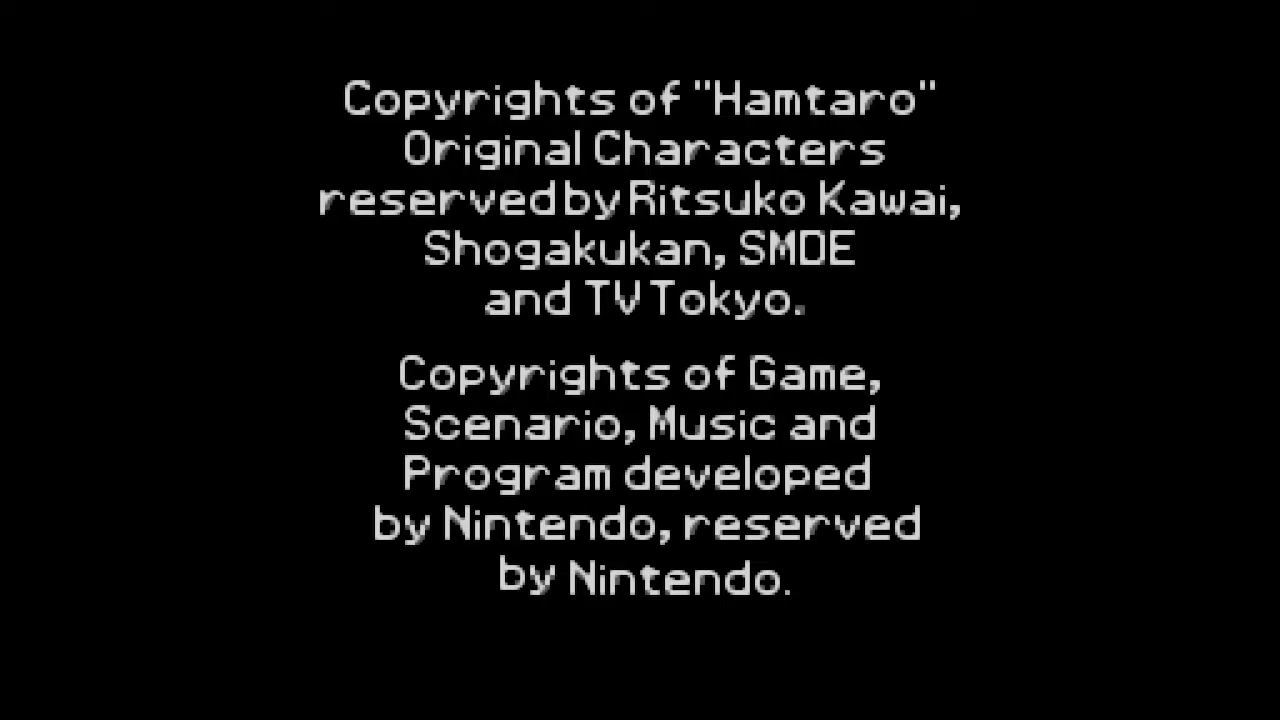 Copyrights of "Hamtaro"
Original Characters
reserved by Ritsuko Kawai,
Shogakukan, SMDE
and TV Tokyo.
Copyrights of Game,
Scenario, Music and
Program developed
by Nintendo, reserved
by Nintendo.